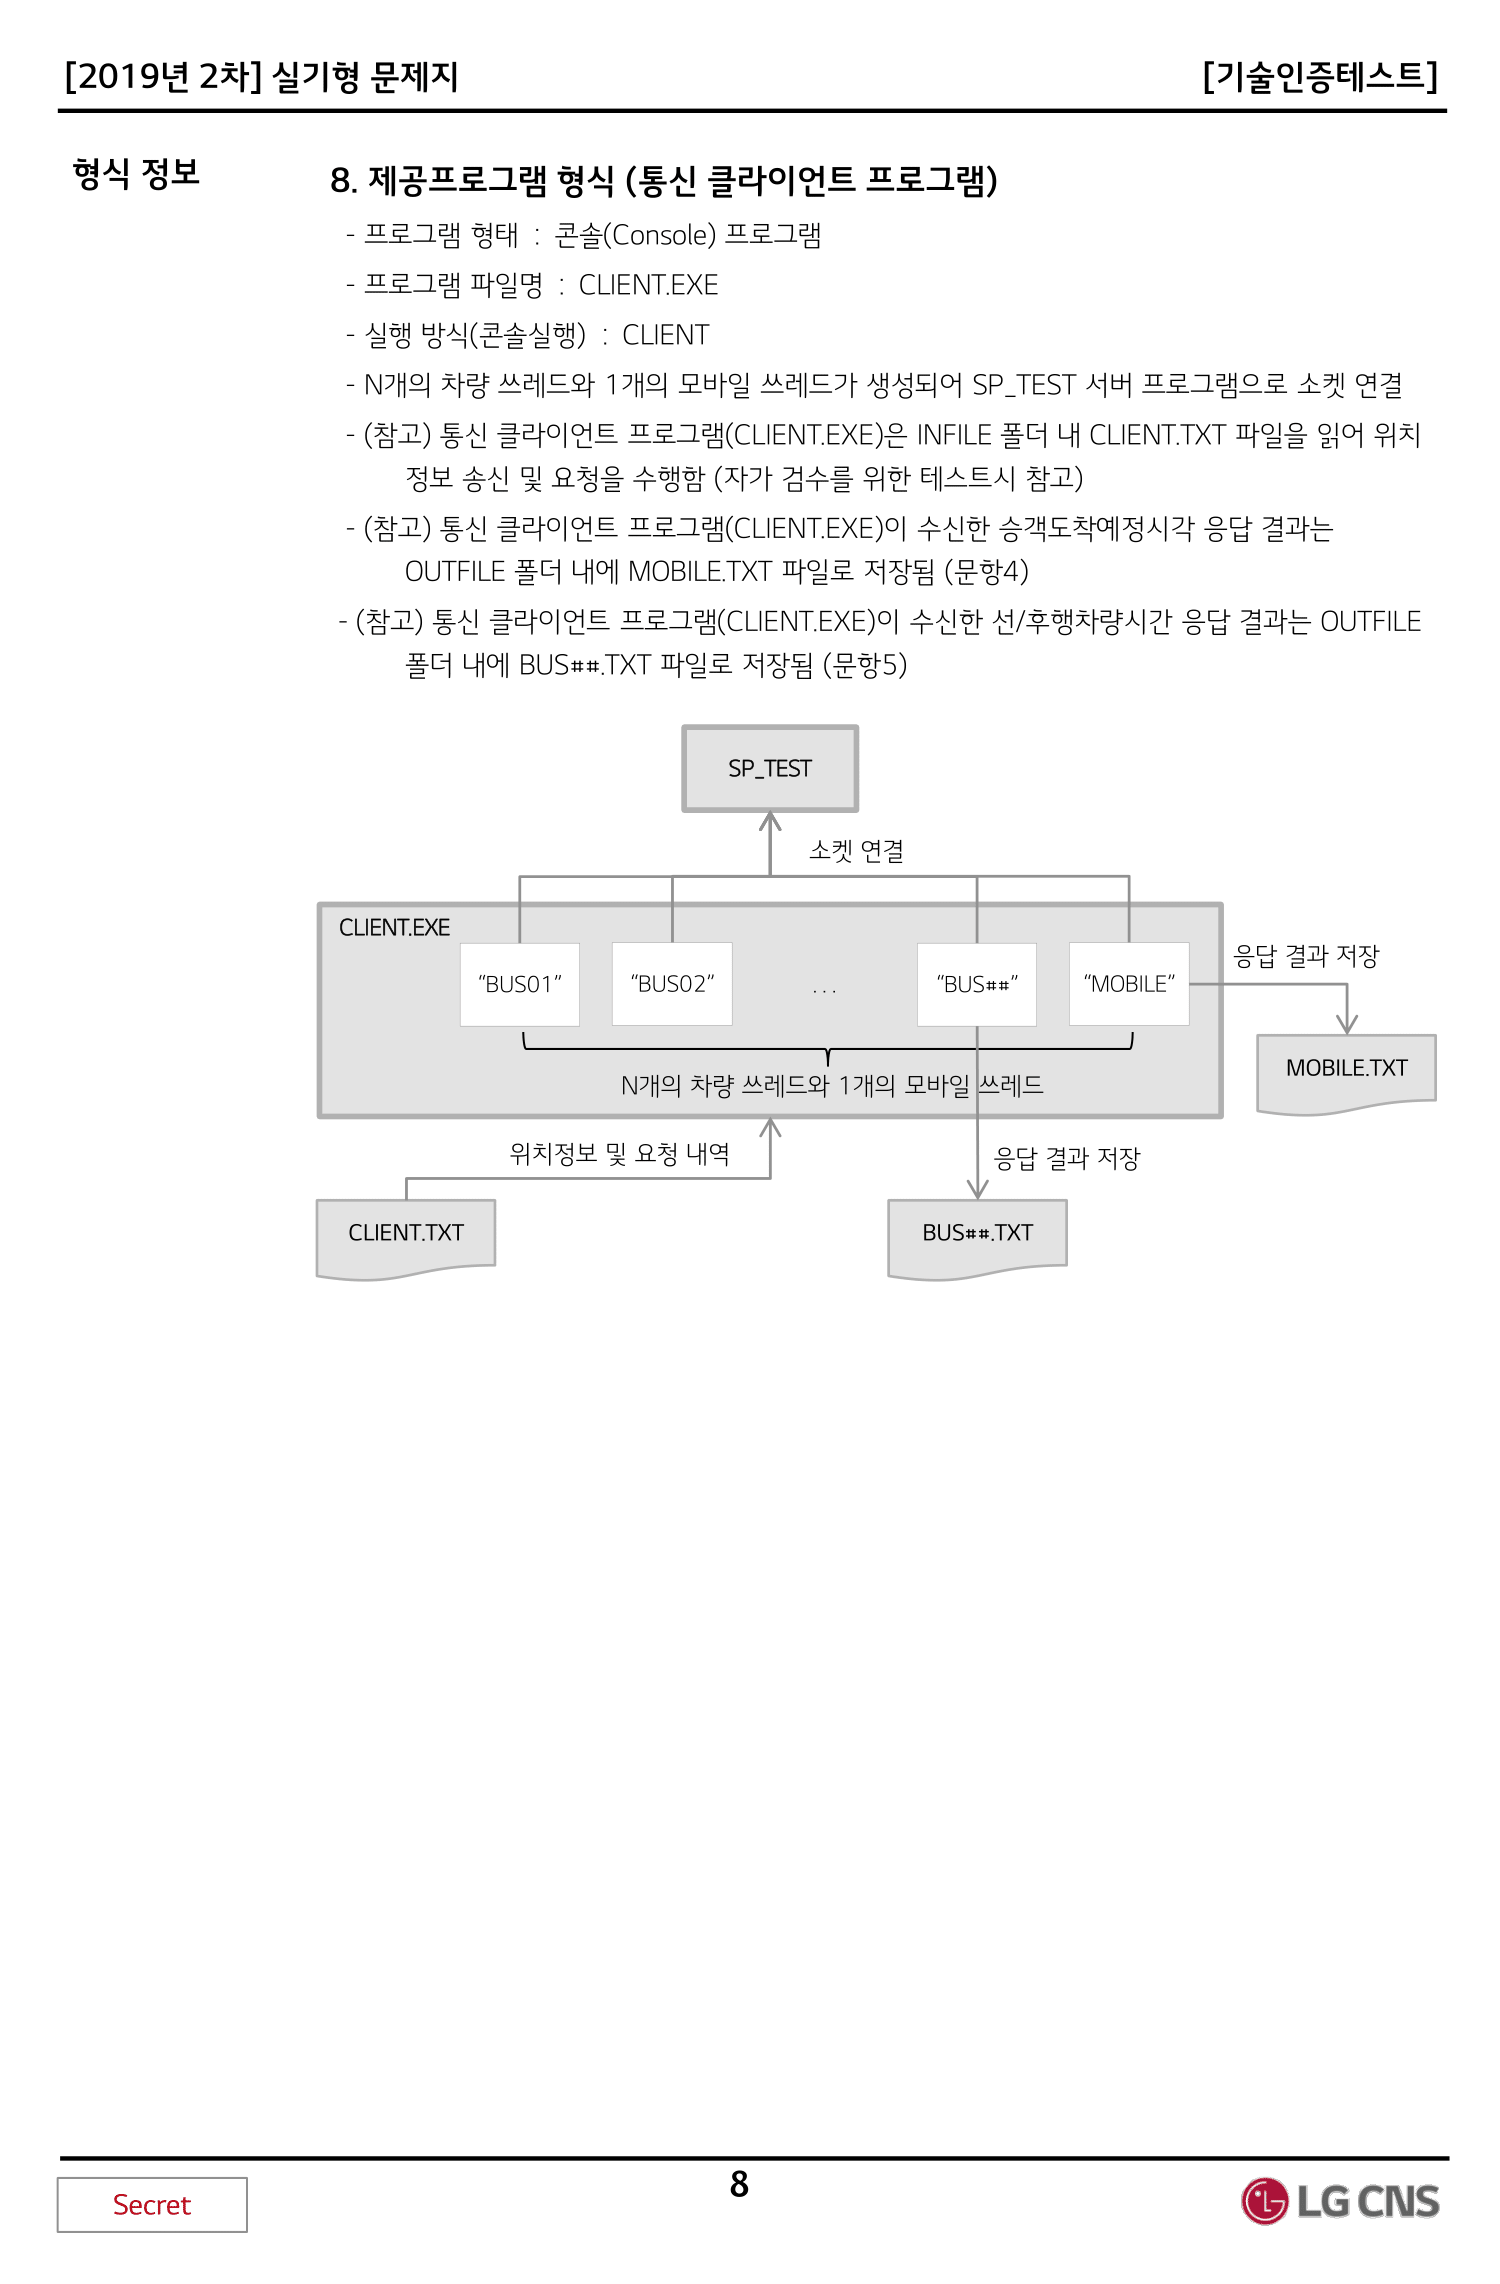 [2019년 2차] 실기형 문제지
[기술인증테스트]
형식 정보
8. 제공프로그램 형식 (통신 클라이언트 프로그램)
- 프로그램 형태 : 콘솔(Console) 프로그램
- 프로그램 파일명 : CLIENT.EXE
- 실행 방식(콘솔실행) : CLIENT
- N개의 차량 쓰레드와 1개의 모바일 쓰레드가 생성되어 SP_TEST 서버 프로그램으로 소켓 연결
- (참고) 통신 클라이언트 프로그램(CLIENT.EXE)은 INFILE 폴더 내 CLIENT.TXT 파일을 읽어 위치
정보 송신 및 요청을 수행함 (자가 검수를 위한 테스트시 참고)
- (참고) 통신 클라이언트 프로그램(CLIENT.EXE)이 수신한 승객도착예정시각 응답 결과는
OUTFILE 폴더 내에 MOBILE.TXT 파일로 저장됨 (문항4)
- (참고) 통신 클라이언트 프로그램(CLIENT.EXE)이 수신한 선/후행차량시간 응답 결과는 OUTFILE
폴더 내에 BUS##.TXT 파일로 저장됨 (문항5)
SP_TEST
소켓 연결
CLIENT.EXE
“BUS01”
“BUS02”
...
“BUS##”
“MOBILE”
응답 결과 저장
MOBILE.TXT
N개의 차량 쓰레드와 1개의 모바일 쓰레드
위치정보 및 요청 내역
응답 결과 저장
CLIENT.TXT
BUS##.TXT
8
Secret
LG CNS